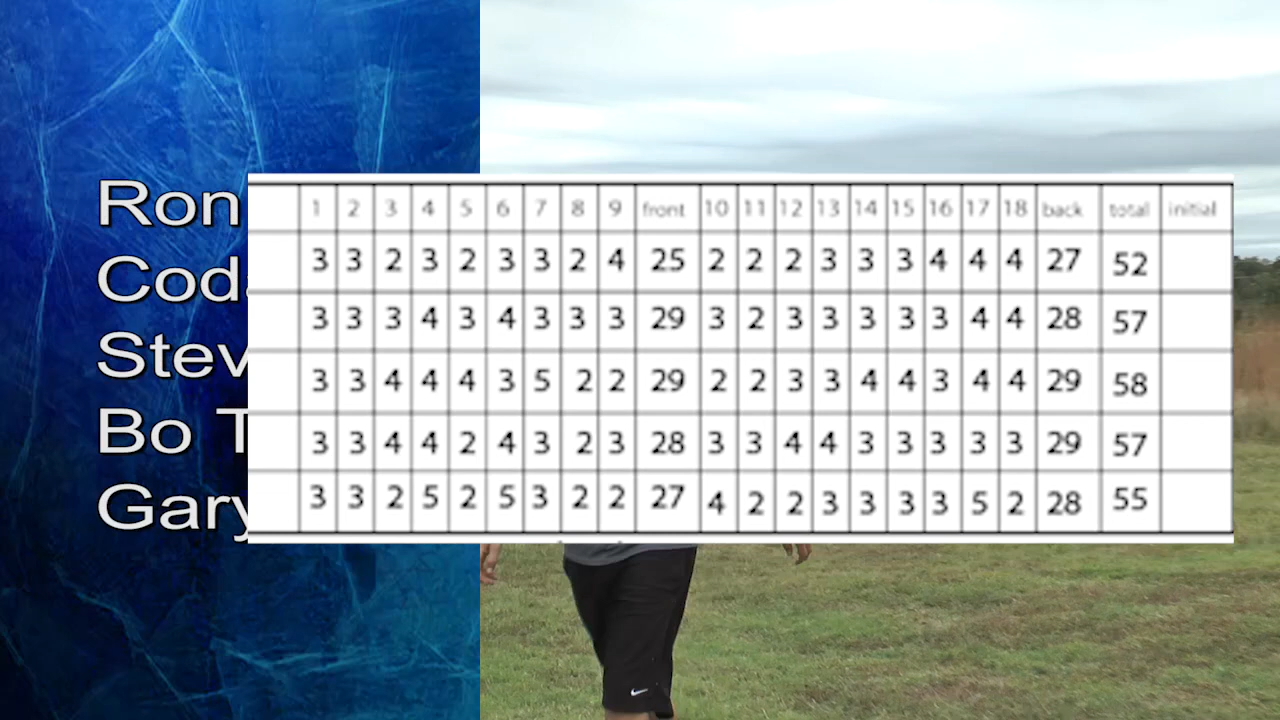 1 2 3 4 5 6 7 8 9 front 10 11 12 13 14 15 16 17 18 back total initial
Ron 3 3 2 3 2 3 3 2 4 25 2 2 2 3 3 3 4 4 4 27 52
Coda 3 3 3 4 3 4 3 3 3 29 3 2 3 3 3 3 3 4 4 28 57
Stev 3 3 4 4 4 3 5 2 2 29 2 2 3 3 4 4 3 4 4 29 58
Bo T 3 3 4 4 2 4 3 2 3 28 3 3 4 4 3 3 3 3 3 29 57
Gary 3 3 2 5 2 5 3 2 2 27 4 2 2 3 3 3 3 5 2 28 55